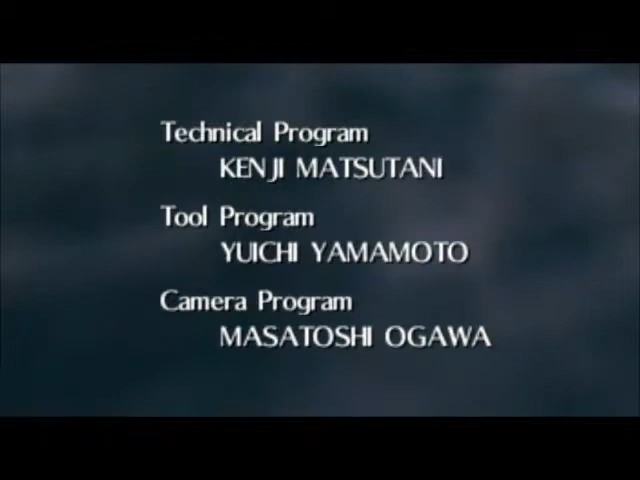 Technical Program
KENJI MATSUTANI
Tool Program
YUICHI YAMAMOTO
Camera Program
MASATOSHI OGAWA